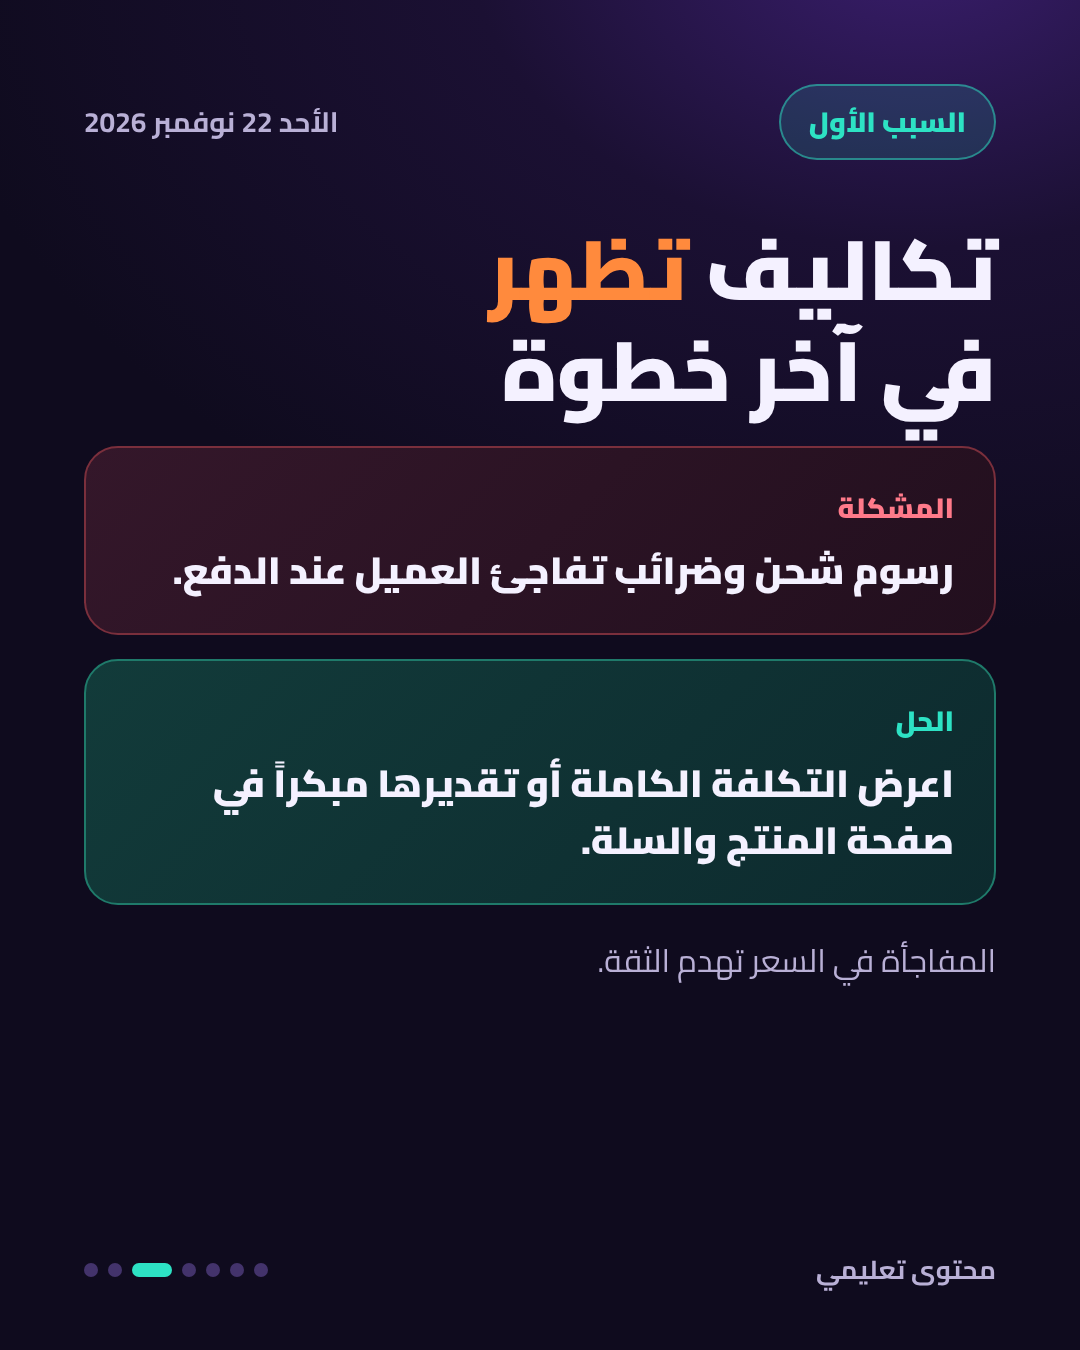 السبب الأول
الأحد 22 نوفمبر 2026
تكاليف تظهر
في آخر خطوة
المشكلة
رسوم شحن وضرائب تفاجئ العميل عند الدفع.
الحل
اعرض التكلفة الكاملة أو تقديرها مبكراً في
صفحة المنتج والسلة.
المفاجأة في السعر تهدم الثقة.
محتوى تعليمي